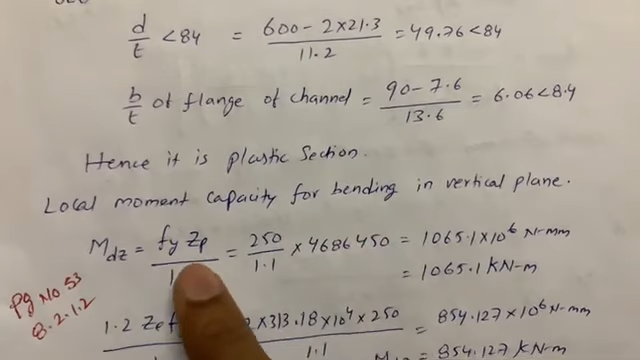 d/t < 84 = (600 - 2×21.3)/11.2 = 49.76 < 84
b/t of flange of channel = (90 - 7.6)/13.6 = 6.06 < 8.4
Hence it is plastic section.
Local moment capacity for bending in vertical plane.
Mdz = fy Zp/1 = 250/1.1 × 4686450 = 1065.1×10⁶ N-mm
= 1065.1 KN-m
Pg No 53
8.2.1.2
1.2 Ze ×313.18×10⁴×250/1.1 = 854.127×10⁶ N-mm
= 854.127 KN-m